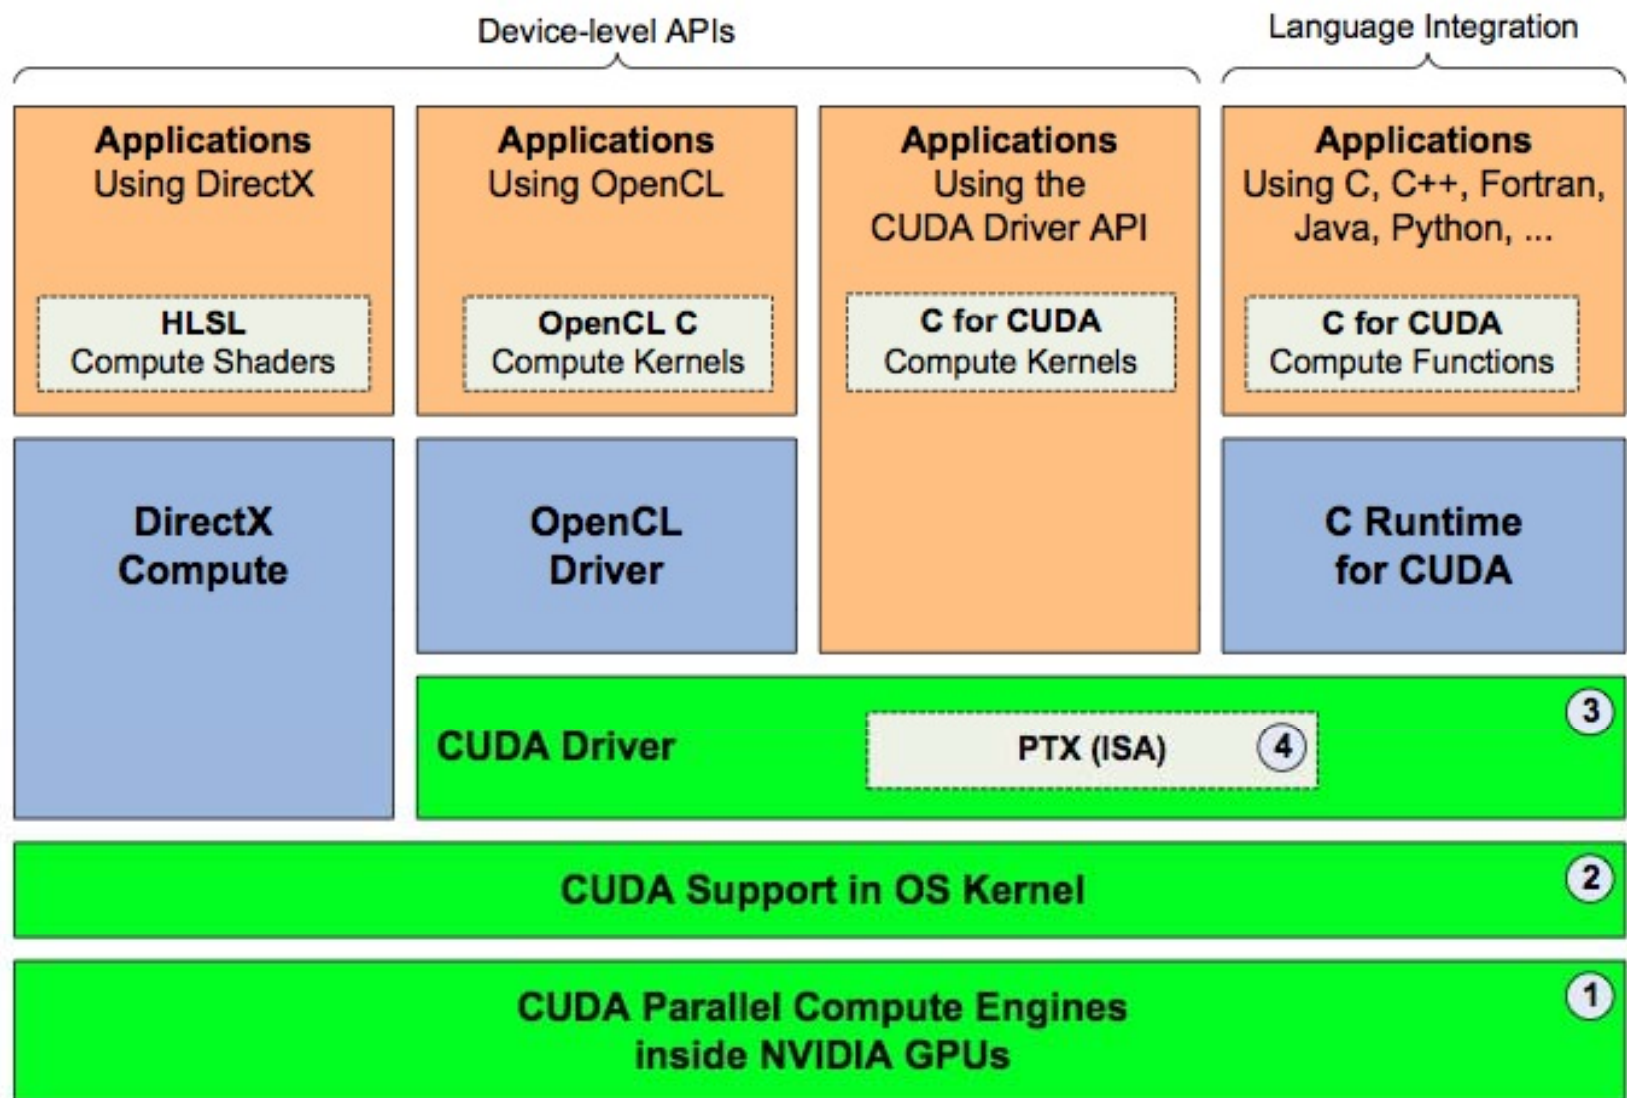 Device-level APIs
Language Integration
Applications
Using DirectX
HLSL
Compute Shaders
Applications
Using OpenCL
OpenCL C
Compute Kernels
Applications
Using the
CUDA Driver API
C for CUDA
Compute Kernels
Applications
Using C, C++, Fortran,
Java, Python, ...
C for CUDA
Compute Functions
DirectX
Compute
OpenCL
Driver
C Runtime
for CUDA
CUDA Driver
PTX (ISA)
4
3
CUDA Support in OS Kernel
2
CUDA Parallel Compute Engines
inside NVIDIA GPUs
1